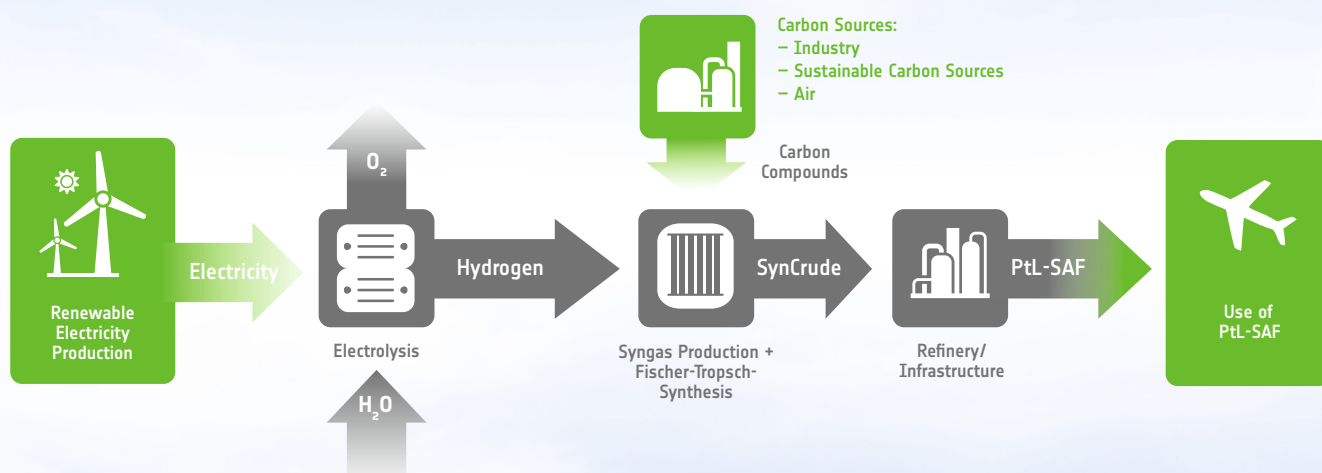 Carbon Sources:
– Industry
– Sustainable Carbon Sources
– Air
O₂
Carbon
Compounds
Electricity
Hydrogen
SynCrude
PtL-SAF
Renewable
Electricity
Production
Electrolysis
Syngas Production +
Fischer-Tropsch-
Synthesis
Refinery/
Infrastructure
Use of
PtL-SAF
H₂O